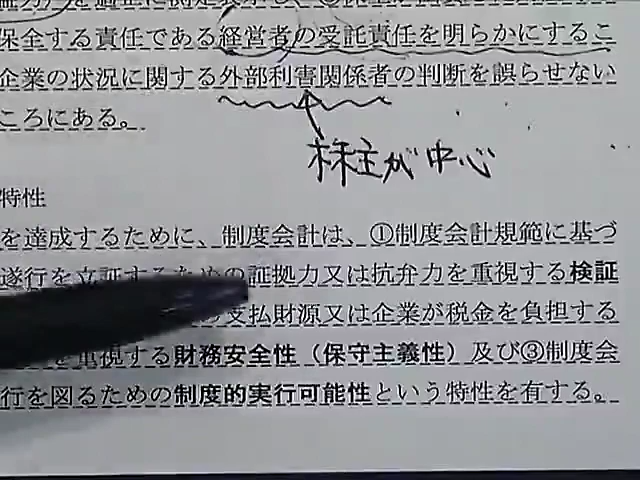 保全する責任である経営者の受託責任を明らかにするこ
企業の状況に関する外部利害関係者の判断を誤らせない
ころにある。
株主が中心
特性
を達成するために、制度会計は、①制度会計規範に基づ
遂行を立証するための証拠力又は抗弁力を重視する検証
支払財源又は企業が税金を負担する
を重視する財務安全性（保守主義性）及び③制度会
行を図るための制度的実行可能性という特性を有する。